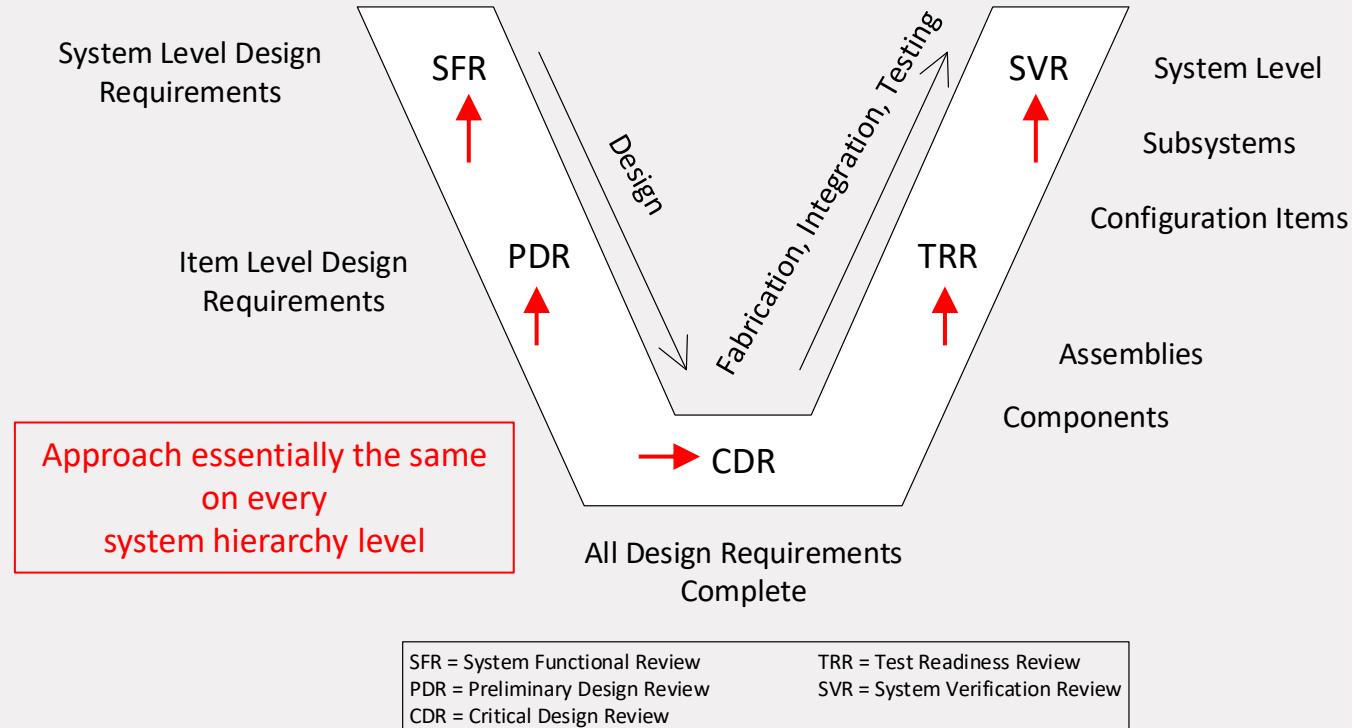 System Level Design
Requirements
SFR
Design
Fabrication, Integration, Testing
SVR
System Level
Subsystems
Configuration Items
Item Level Design
Requirements
PDR
TRR
Assemblies
Components
Approach essentially the same
on every
system hierarchy level
CDR
All Design Requirements
Complete
SFR = System Functional Review
PDR = Preliminary Design Review
CDR = Critical Design Review
TRR = Test Readiness Review
SVR = System Verification Review